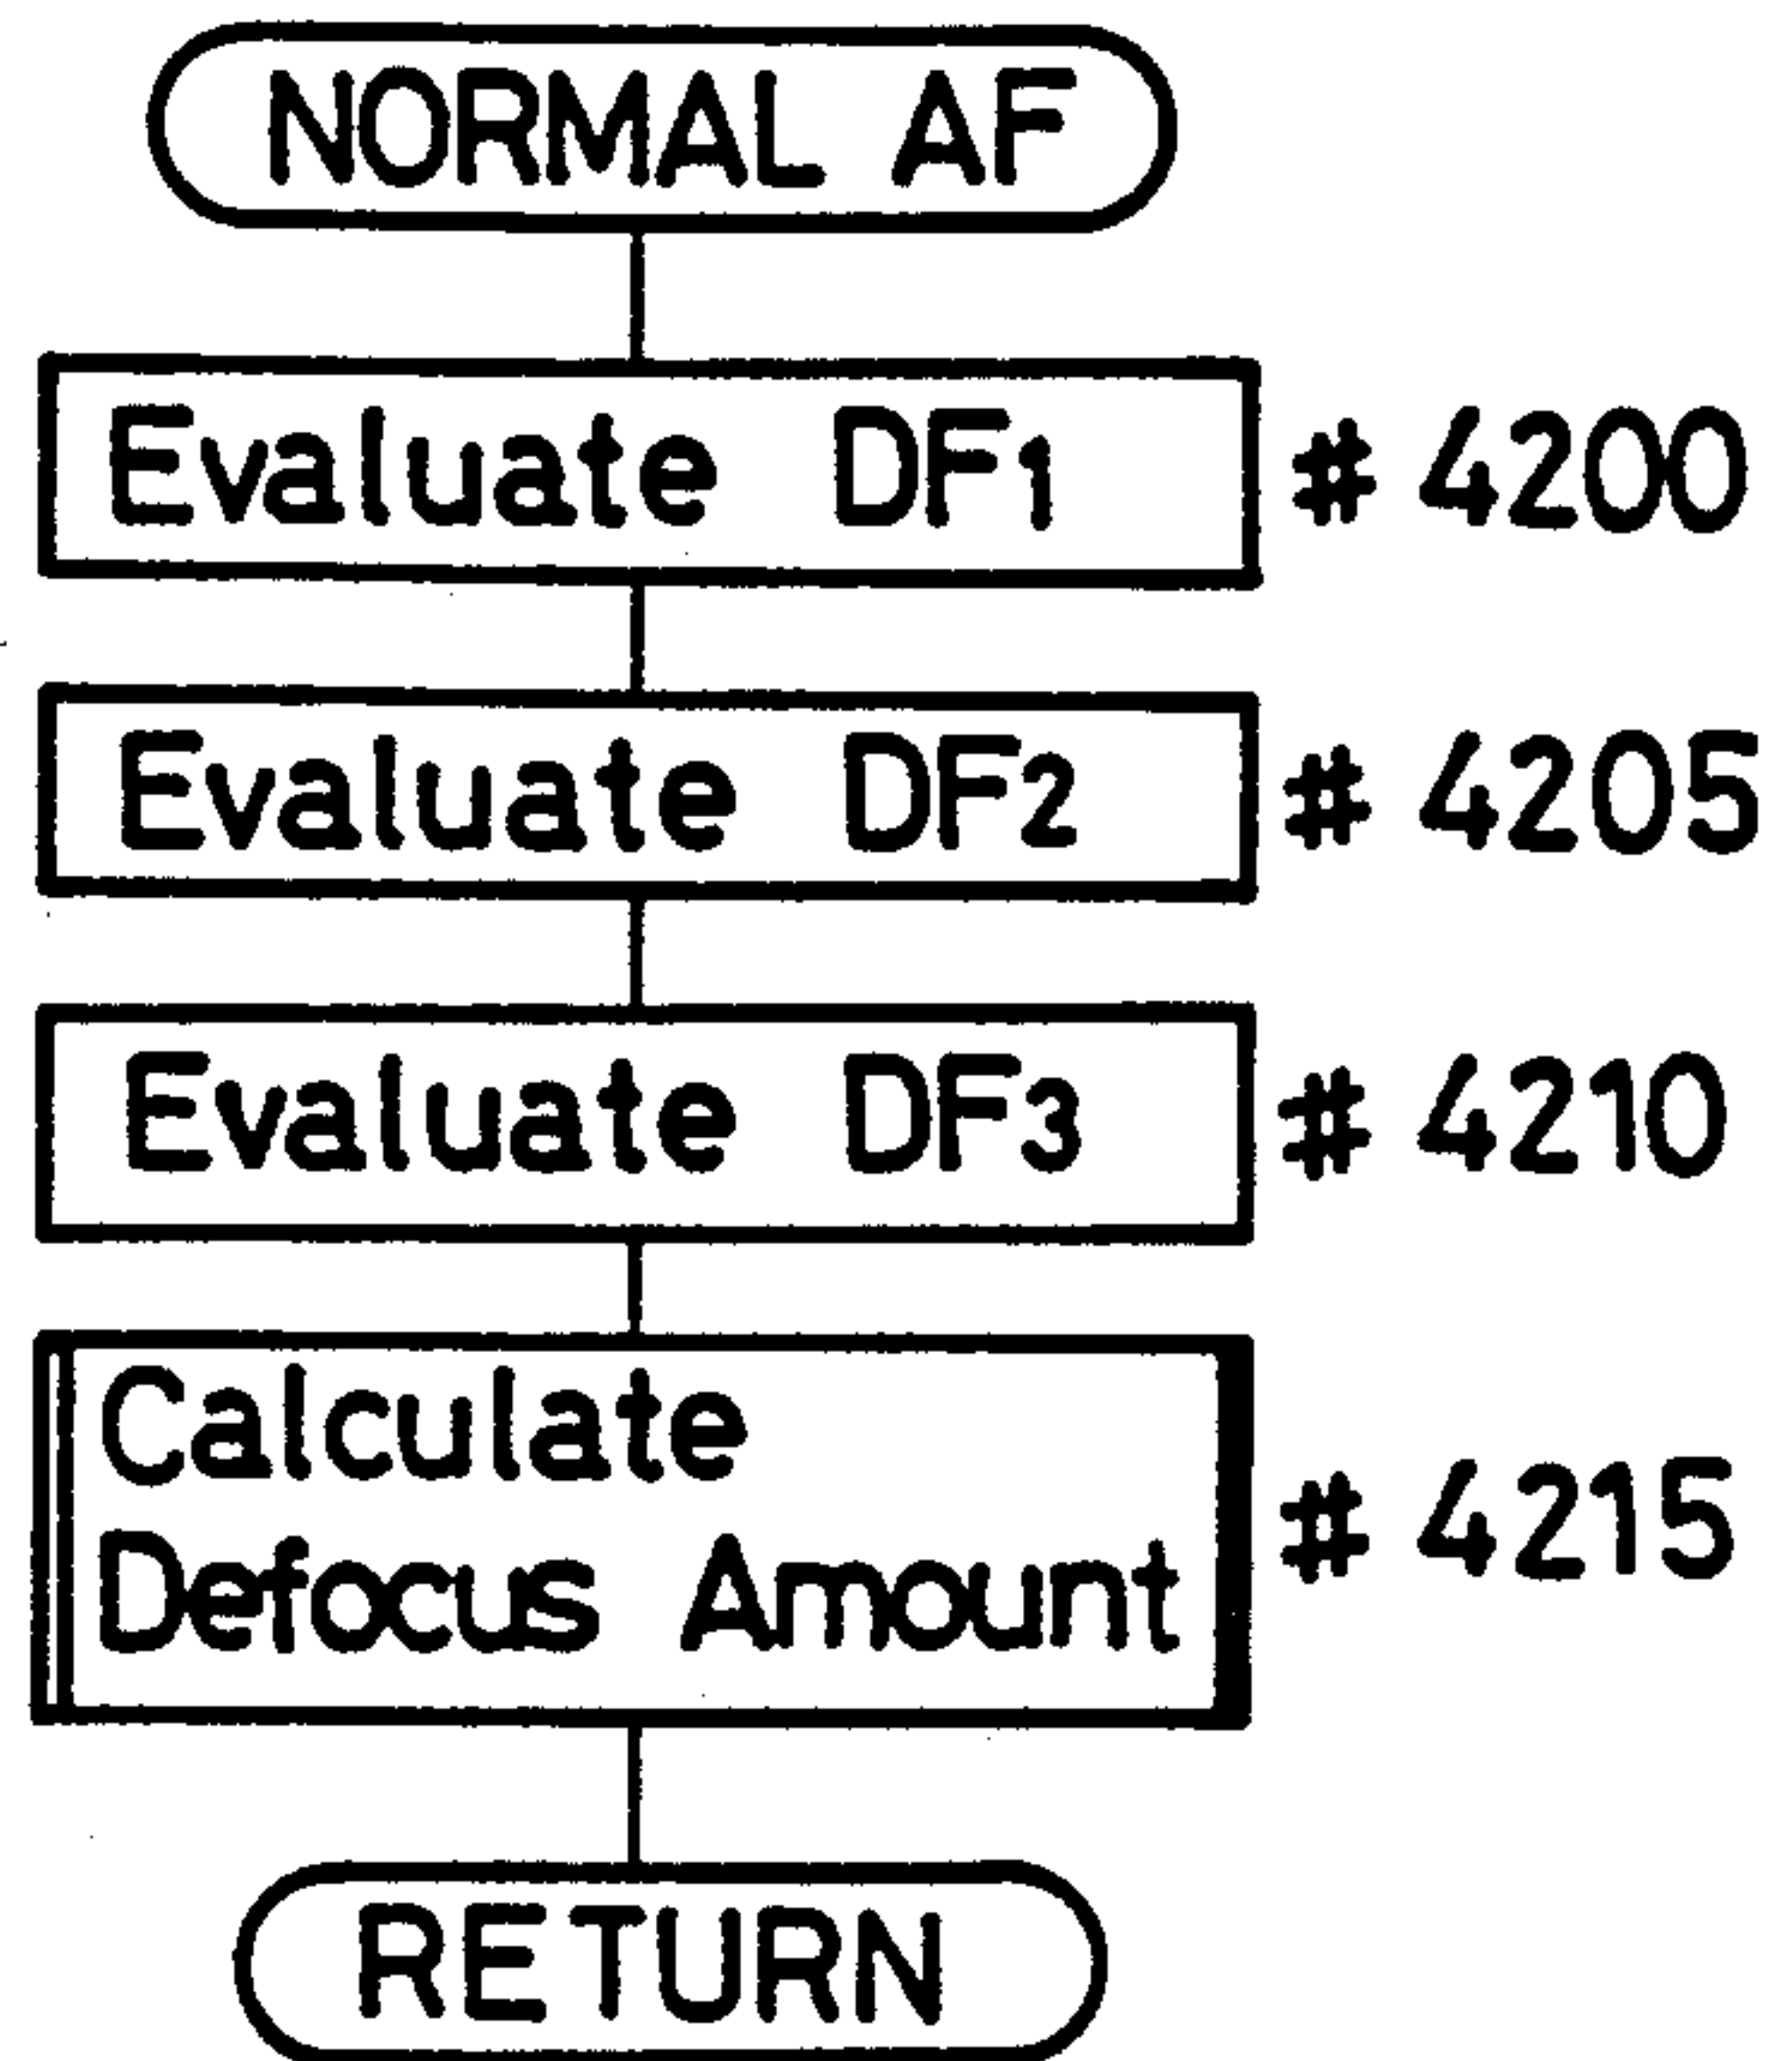 NORMAL AF
Evaluate DF1 # 4200
Evaluate DF2 # 4205
Evaluate DF3 # 4210
Calculate
Defocus Amount # 4215
RETURN